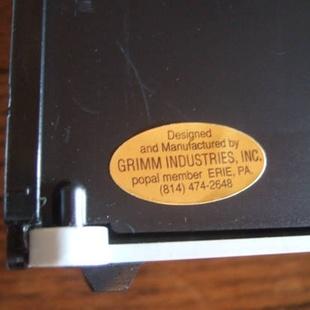 Designed
and Manufactured by
GRIMM INDUSTRIES, INC.
popal member ERIE, PA.
(814) 474-2648